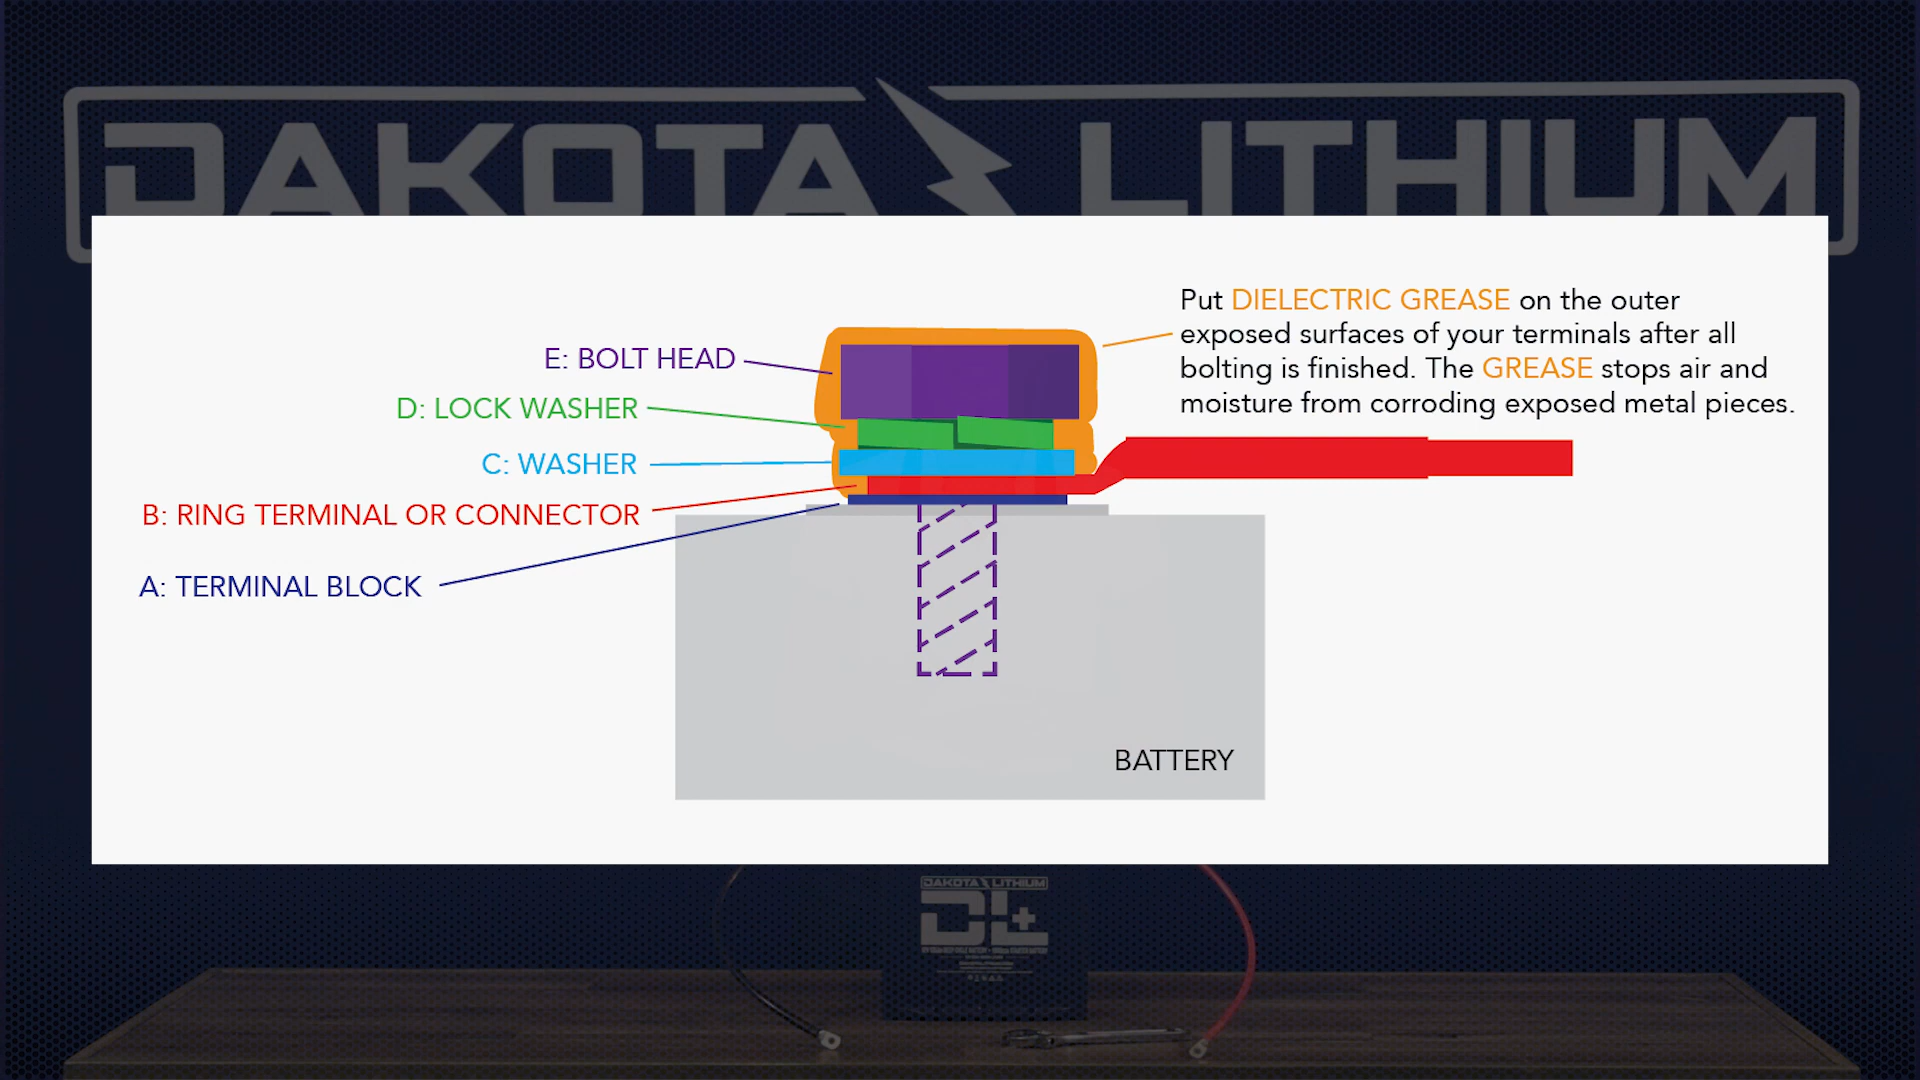 DAKOTA LITHIUM
E: BOLT HEAD
D: LOCK WASHER
C: WASHER
B: RING TERMINAL OR CONNECTOR
A: TERMINAL BLOCK
Put DIELECTRIC GREASE on the outer
exposed surfaces of your terminals after all
bolting is finished. The GREASE stops air and
moisture from corroding exposed metal pieces.
BATTERY
DAKOTA LITHIUM
DL+